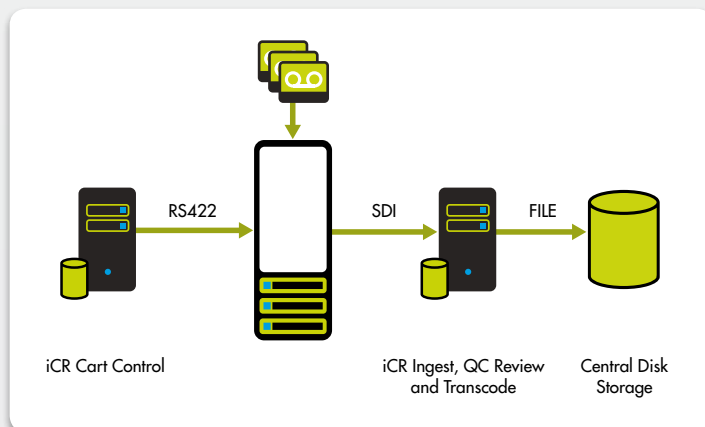 RS422
SDI
FILE
iCR Cart Control
iCR Ingest, QC Review
and Transcode
Central Disk
Storage